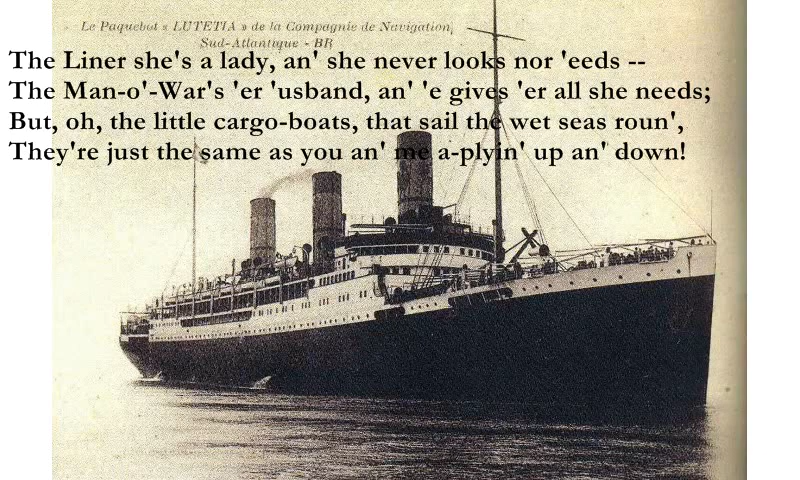 Le Paquebot « LUTETIA » de la Compagnie de Navigation
Sud-Atlantique - BR
The Liner she's a lady, an' she never looks nor 'eeds --
The Man-o'-War's 'er 'usband, an' 'e gives 'er all she needs;
But, oh, the little cargo-boats, that sail the wet seas roun',
They're just the same as you an' me a-plyin' up an' down!